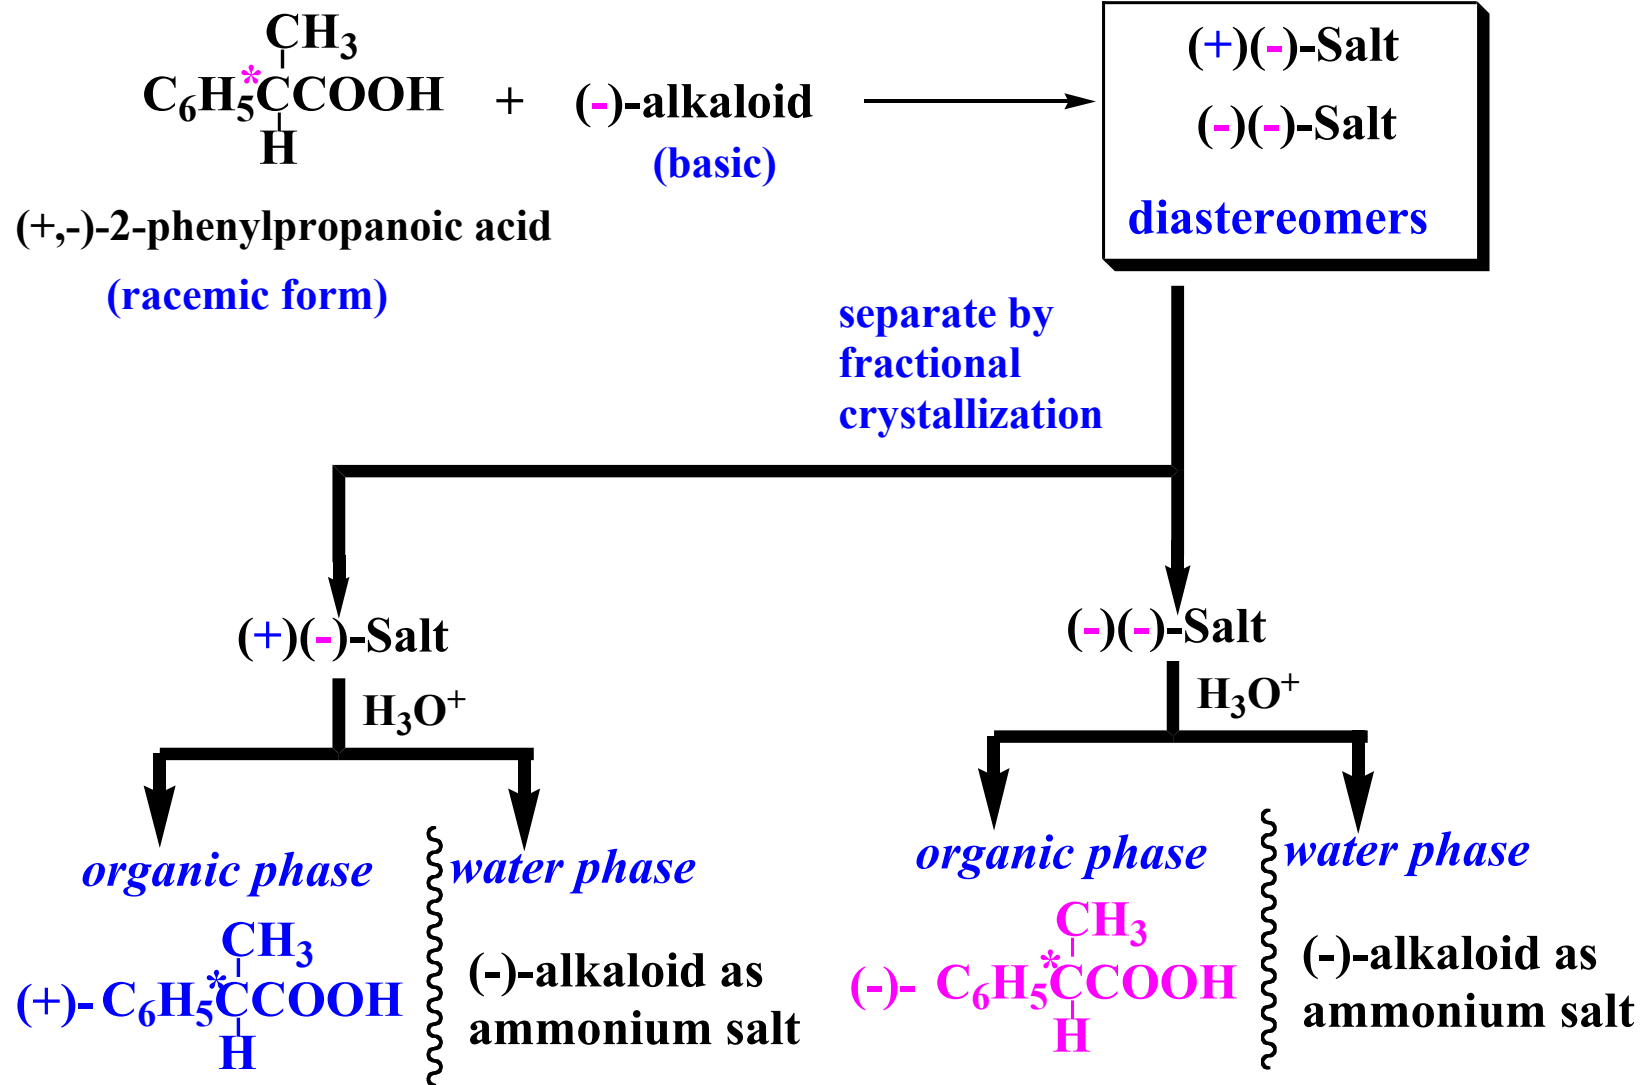 CH₃
C₆H₅*CCOOH + (-)-alkaloid
H
(basic)
(+,-)-2-phenylpropanoic acid
(racemic form)
(+)(-)-Salt
(-)(-)-Salt
diastereomers
separate by
fractional
crystallization
(+)(-)-Salt
H₃O⁺
(-)(-)-Salt
H₃O⁺
organic phase
water phase
CH₃
(+)- C₆H₅*CCOOH
H
(-)-alkaloid as
ammonium salt
organic phase
water phase
CH₃
(-)- C₆H₅*CCOOH
H
(-)-alkaloid as
ammonium salt